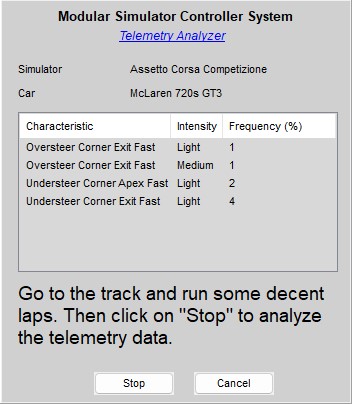 Modular Simulator Controller System
Telemetry Analyzer
Simulator Assetto Corsa Competizione
Car McLaren 720s GT3
Characteristic Intensity Frequency (%)
Oversteer Corner Exit Fast Light 1
Oversteer Corner Exit Fast Medium 1
Understeer Corner Apex Fast Light 2
Understeer Corner Exit Fast Light 4
Go to the track and run some decent
laps. Then click on "Stop" to analyze
the telemetry data.
Stop Cancel